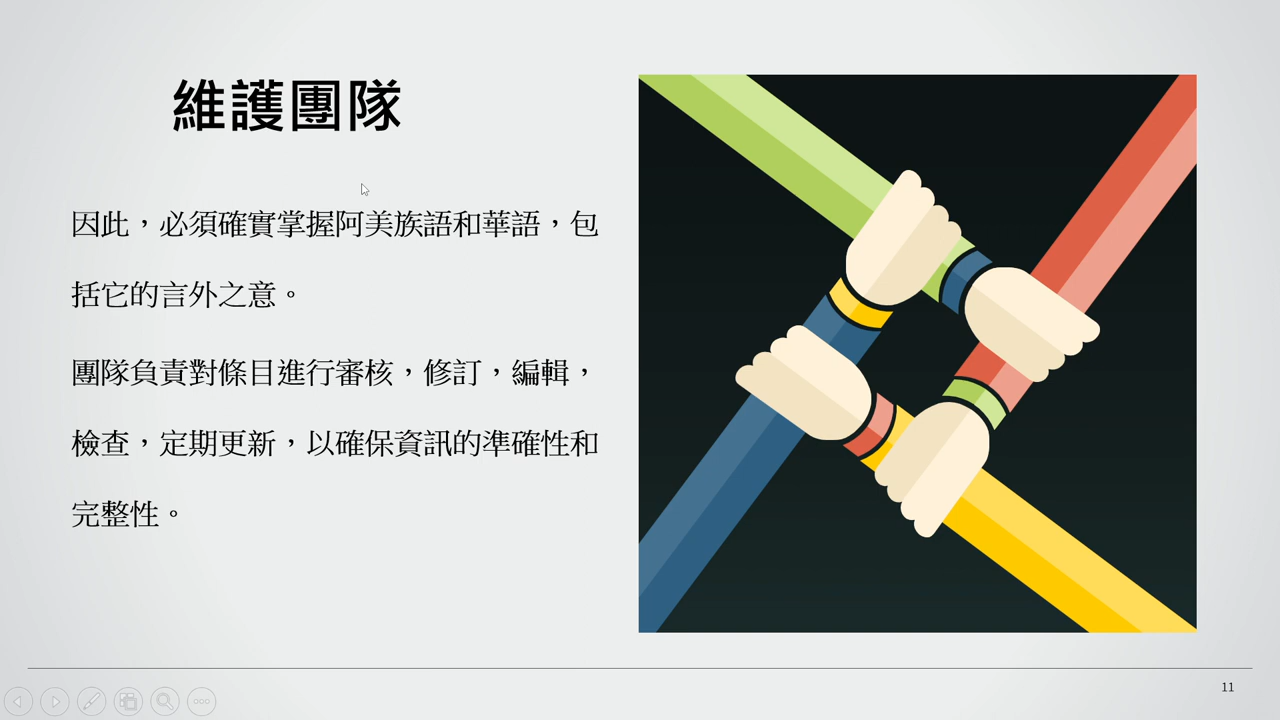 維護團隊
因此，必須確實掌握阿美族語和華語，包
括它的言外之意。
團隊負責對條目進行審核，修訂，編輯，
檢查，定期更新，以確保資訊的準確性和
完整性。
11